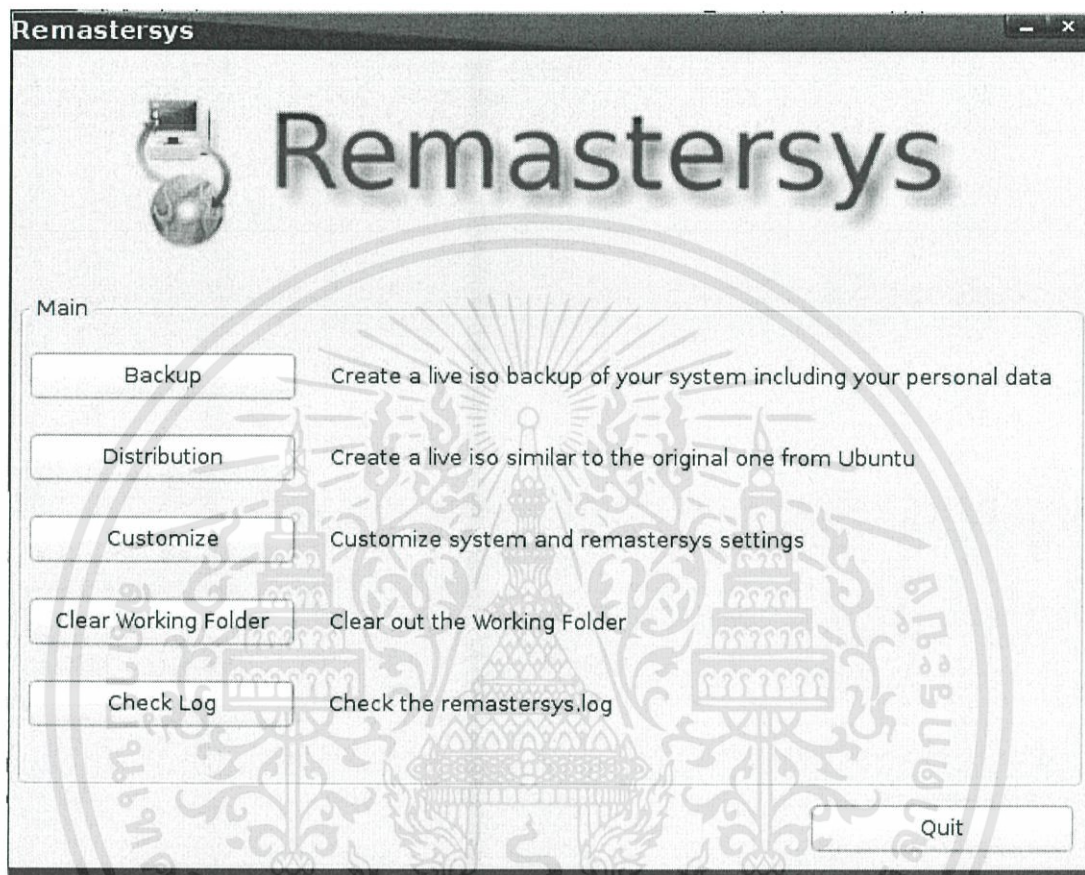 Remastersys
Remastersys
Main
Backup
Create a live iso backup of your system including your personal data
Distribution
Create a live iso similar to the original one from Ubuntu
Customize
Customize system and remastersys settings
Clear Working Folder
Clear out the Working Folder
Check Log
Check the remastersys.log
Quit